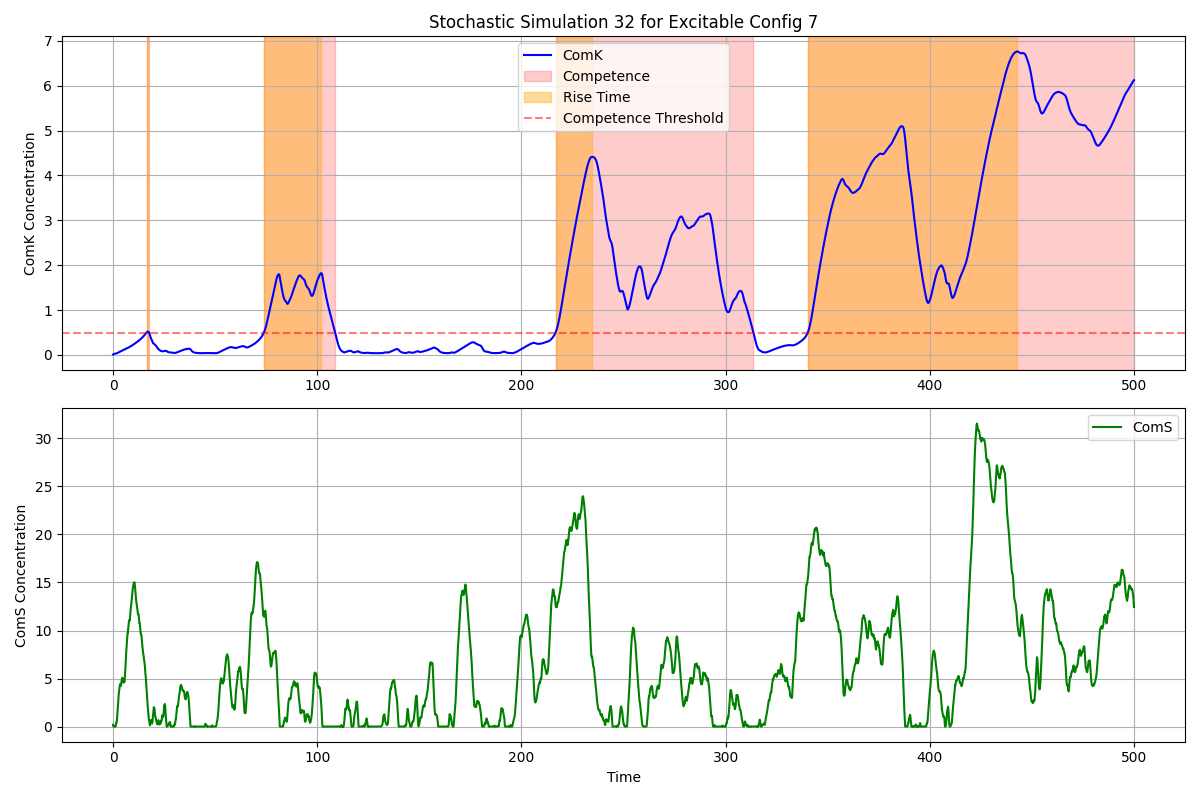 Stochastic Simulation 32 for Excitable Config 7
ComK Concentration
7
6
5
4
3
2
1
0
ComK
Competence
Rise Time
Competence Threshold
0 100 200 300 400 500
ComS Concentration
30
25
20
15
10
5
0
ComS
0 100 200 300 400 500
Time